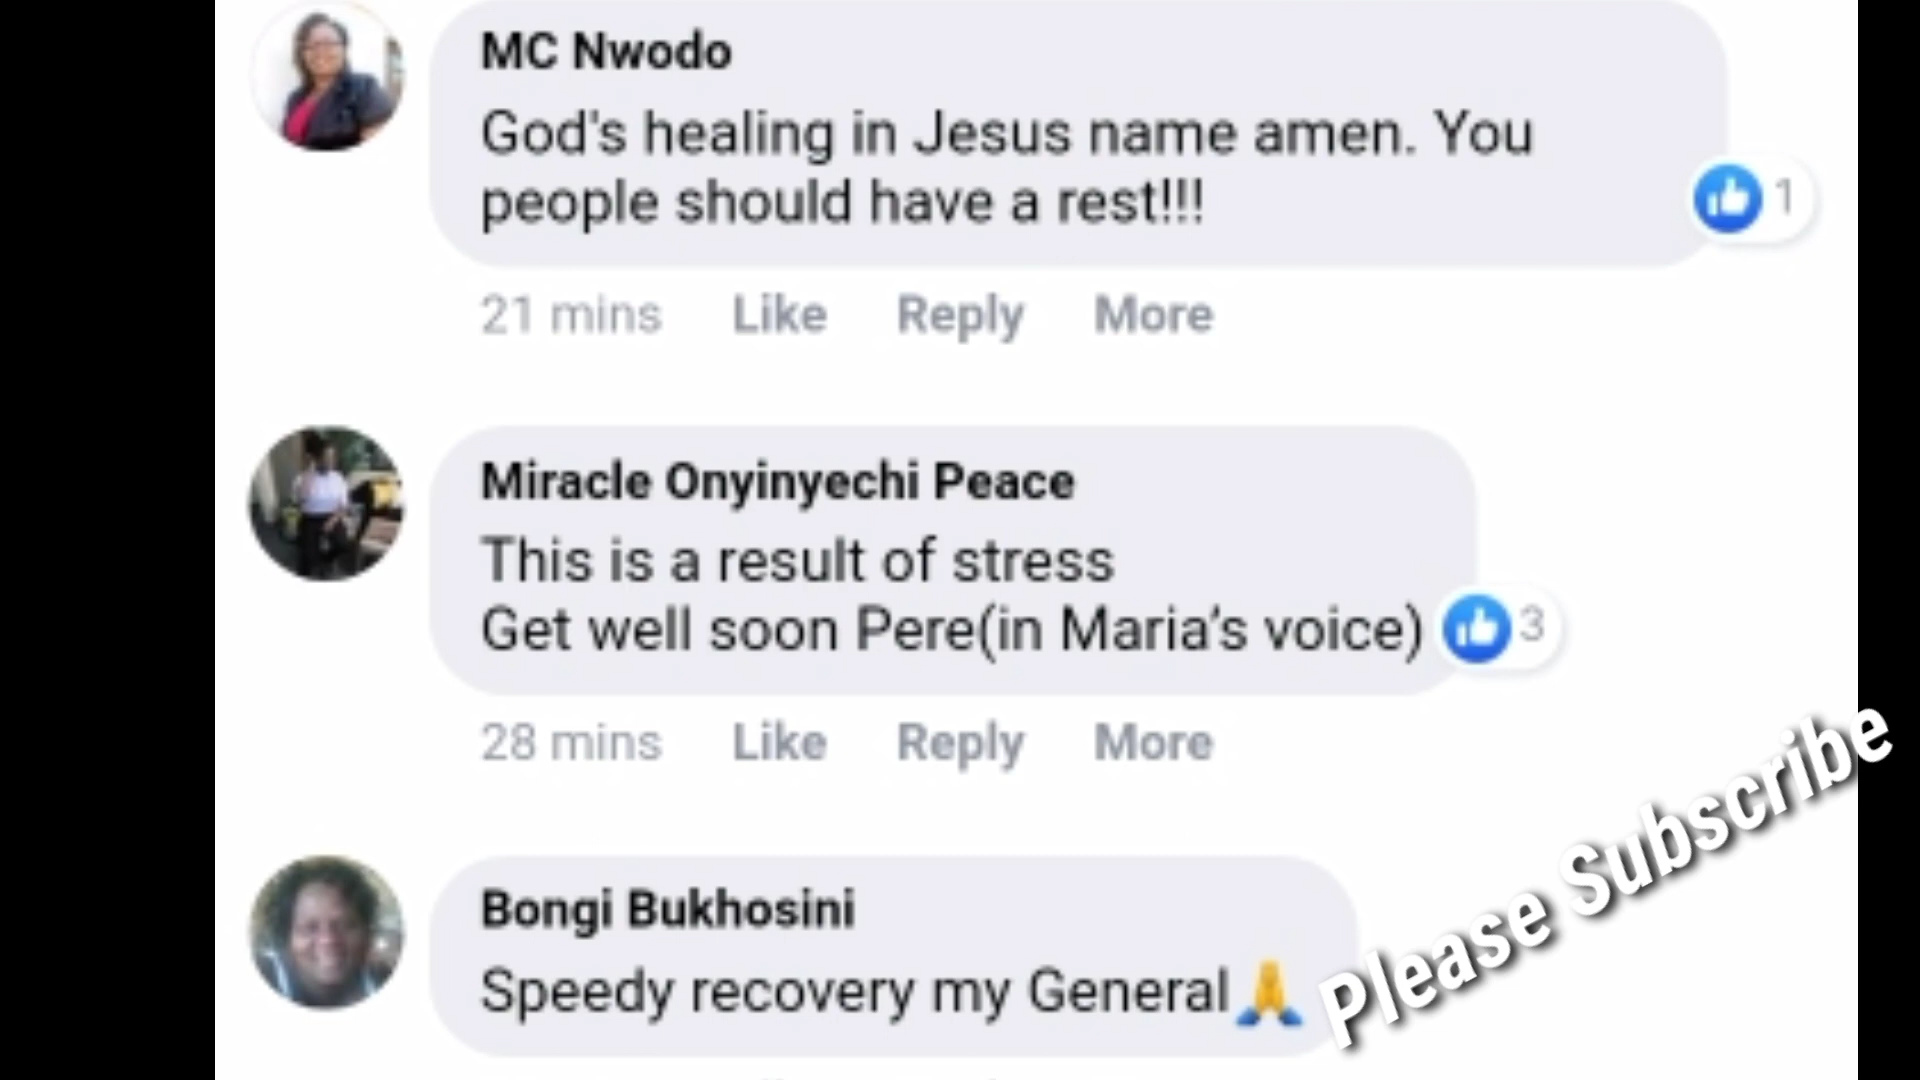 MC Nwodo
God's healing in Jesus name amen. You
people should have a rest!!!
1
21 mins Like Reply More
Miracle Onyinyechi Peace
This is a result of stress
Get well soon Pere(in Maria's voice)
3
28 mins Like Reply More
Bongi Bukhosini
Speedy recovery my General🙏
Please Subscribe